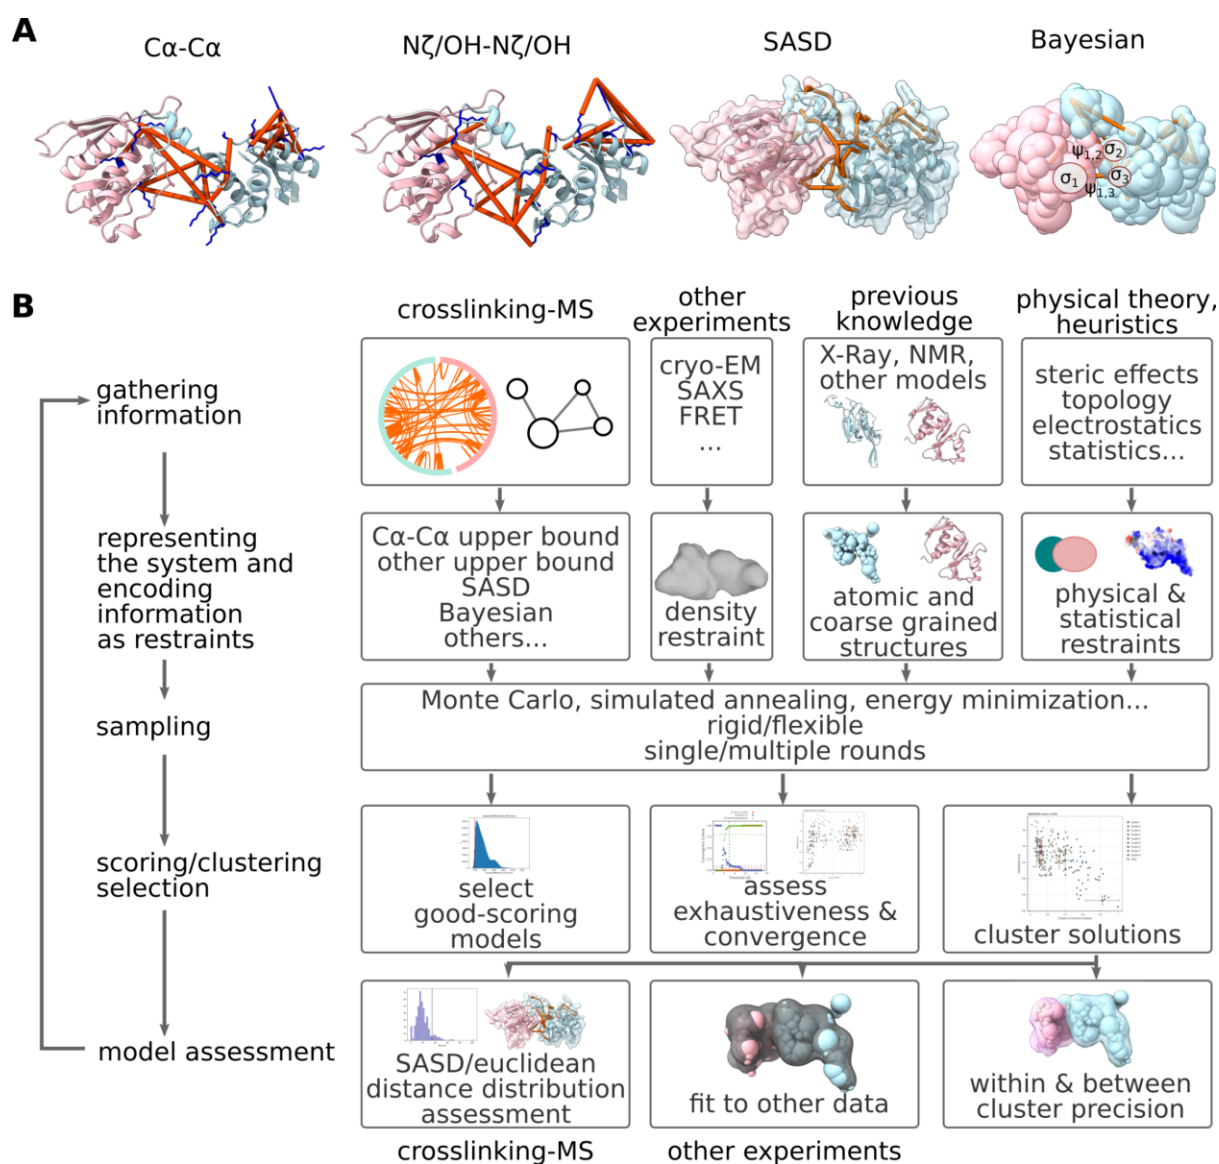 A
Cα-Cα
Nζ/OH-Nζ/OH
SASD
Bayesian
ψ1,2
σ2
σ1
σ3
ψ1,3
B
crosslinking-MS
other
experiments
previous
knowledge
physical theory,
heuristics
gathering
information
cryo-EM
SAXS
FRET
...
X-Ray, NMR,
other models
steric effects
topology
electrostatics
statistics...
representing
the system and
encoding
information
as restraints
Cα-Cα upper bound
other upper bound
SASD
Bayesian
others...
density
restraint
atomic and
coarse grained
structures
physical &
statistical
restraints
sampling
Monte Carlo, simulated annealing, energy minimization...
rigid/flexible
single/multiple rounds
scoring/clustering
selection
select
good-scoring
models
assess
exhaustiveness &
convergence
cluster solutions
model assessment
SASD/euclidean
distance distribution
assessment
fit to other data
within & between
cluster precision
crosslinking-MS
other experiments